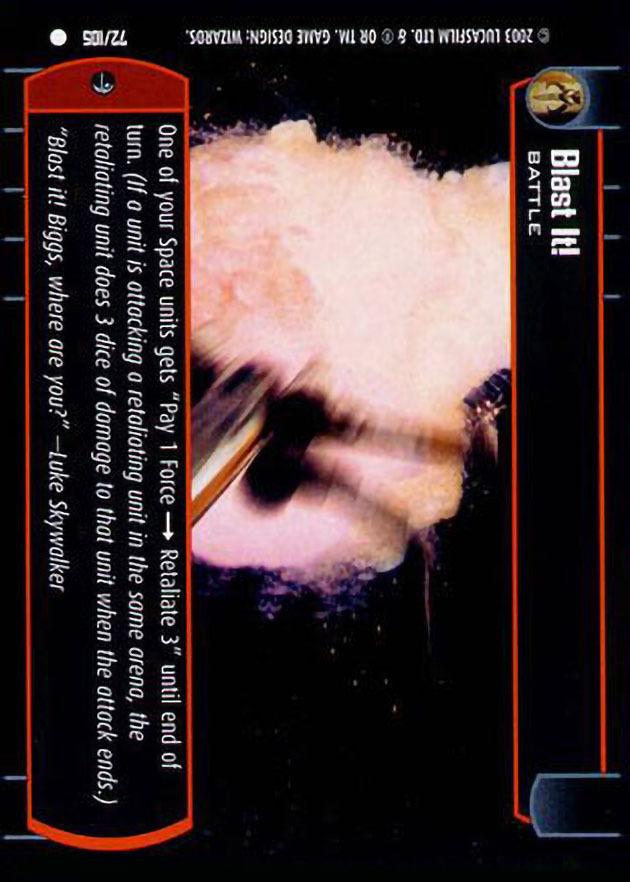 Blast It!
BATTLE
One of your Space units gets "Pay 1 Force → Retaliate 3" until end of
turn. (If a unit is attacking a retaliating unit in the same arena, the
retaliating unit does 3 dice of damage to that unit when the attack ends.)
"Blast it! Biggs, where are you?" –Luke Skywalker
© 2003 LUCASFILM LTD. & ® OR TM. GAME DESIGN: WIZARDS.
72/105